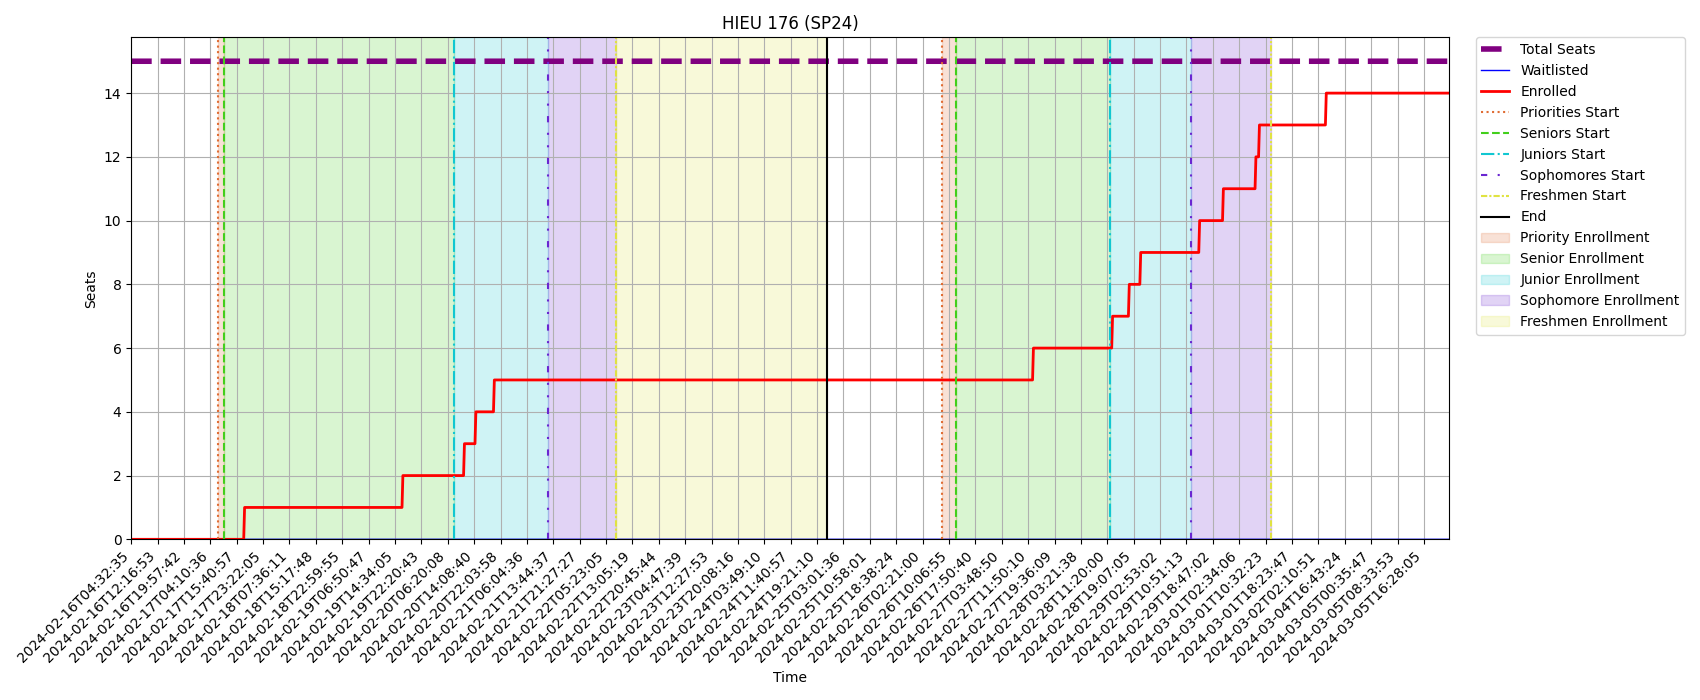 HIEU 176 (SP24)
Total Seats
Waitlisted
Enrolled
Priorities Start
Seniors Start
Juniors Start
Sophomores Start
Freshmen Start
End
Priority Enrollment
Senior Enrollment
Junior Enrollment
Sophomore Enrollment
Freshmen Enrollment
Seats
14
12
10
8
6
4
2
0
2024-02-16T04:32:35
2024-02-16T12:16:53
2024-02-16T19:57:42
2024-02-17T04:10:36
2024-02-17T15:40:57
2024-02-17T23:22:05
2024-02-18T07:36:11
2024-02-18T15:17:48
2024-02-18T22:59:55
2024-02-19T06:50:47
2024-02-19T14:34:05
2024-02-19T22:20:43
2024-02-20T06:20:08
2024-02-20T14:08:40
2024-02-20T22:03:58
2024-02-21T06:04:36
2024-02-21T13:44:37
2024-02-21T21:27:27
2024-02-22T05:23:05
2024-02-22T13:05:19
2024-02-22T20:45:44
2024-02-23T04:47:39
2024-02-23T12:27:53
2024-02-23T20:08:16
2024-02-24T03:49:10
2024-02-24T11:40:57
2024-02-24T19:21:10
2024-02-25T03:01:36
2024-02-25T10:58:01
2024-02-25T18:38:24
2024-02-26T02:21:00
2024-02-26T10:06:55
2024-02-26T17:50:40
2024-02-27T03:48:50
2024-02-27T11:50:10
2024-02-27T19:36:09
2024-02-28T03:21:38
2024-02-28T11:20:00
2024-02-28T19:07:05
2024-02-29T02:53:02
2024-02-29T10:51:13
2024-02-29T18:47:02
2024-03-01T02:34:06
2024-03-01T10:32:23
2024-03-01T18:23:47
2024-03-02T02:10:51
2024-03-04T16:43:24
2024-03-05T00:35:47
2024-03-05T08:33:53
2024-03-05T16:28:05
Time